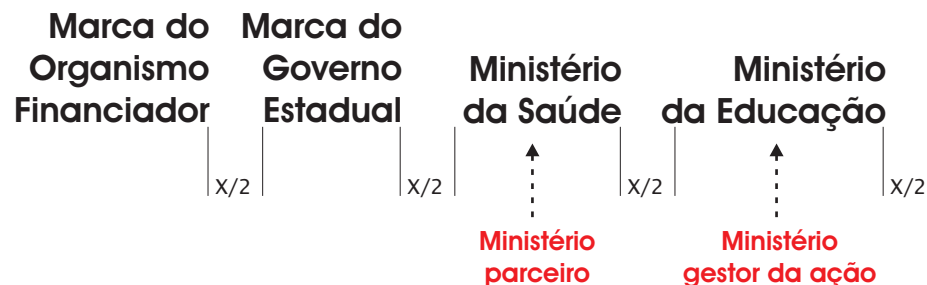 Marca do
Organismo
Financiador
Marca do
Governo
Estadual
Ministério
da Saúde
Ministério
da Educação
X/2
X/2
X/2
X/2
Ministério
parceiro
Ministério
gestor da ação